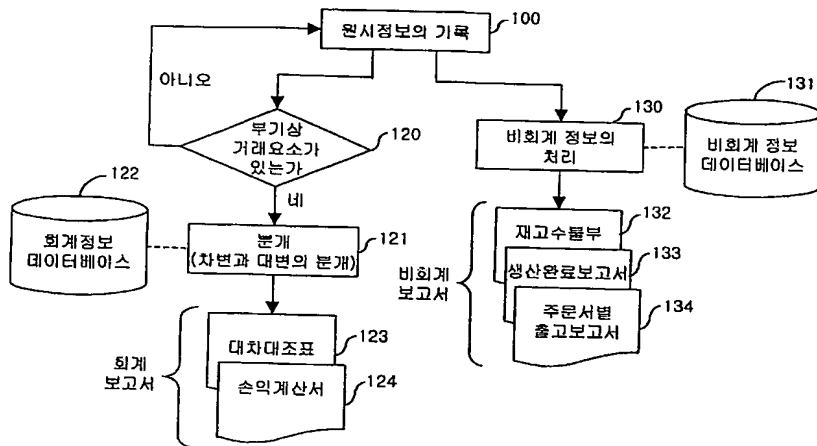 원시정보의 기록
100
아니오
부기상
거래요소가
있는가
120
네
122
회계정보
데이터베이스
분개
(차변과 대변의 분개)
121
회계
보고서
대차대조표
123
손익계산서
124
비회계 정보의
처리
130
131
비회계 정보
데이터베이스
비회계
보고서
재고수불부
132
생산완료보고서
133
주문서별
출고보고서
134